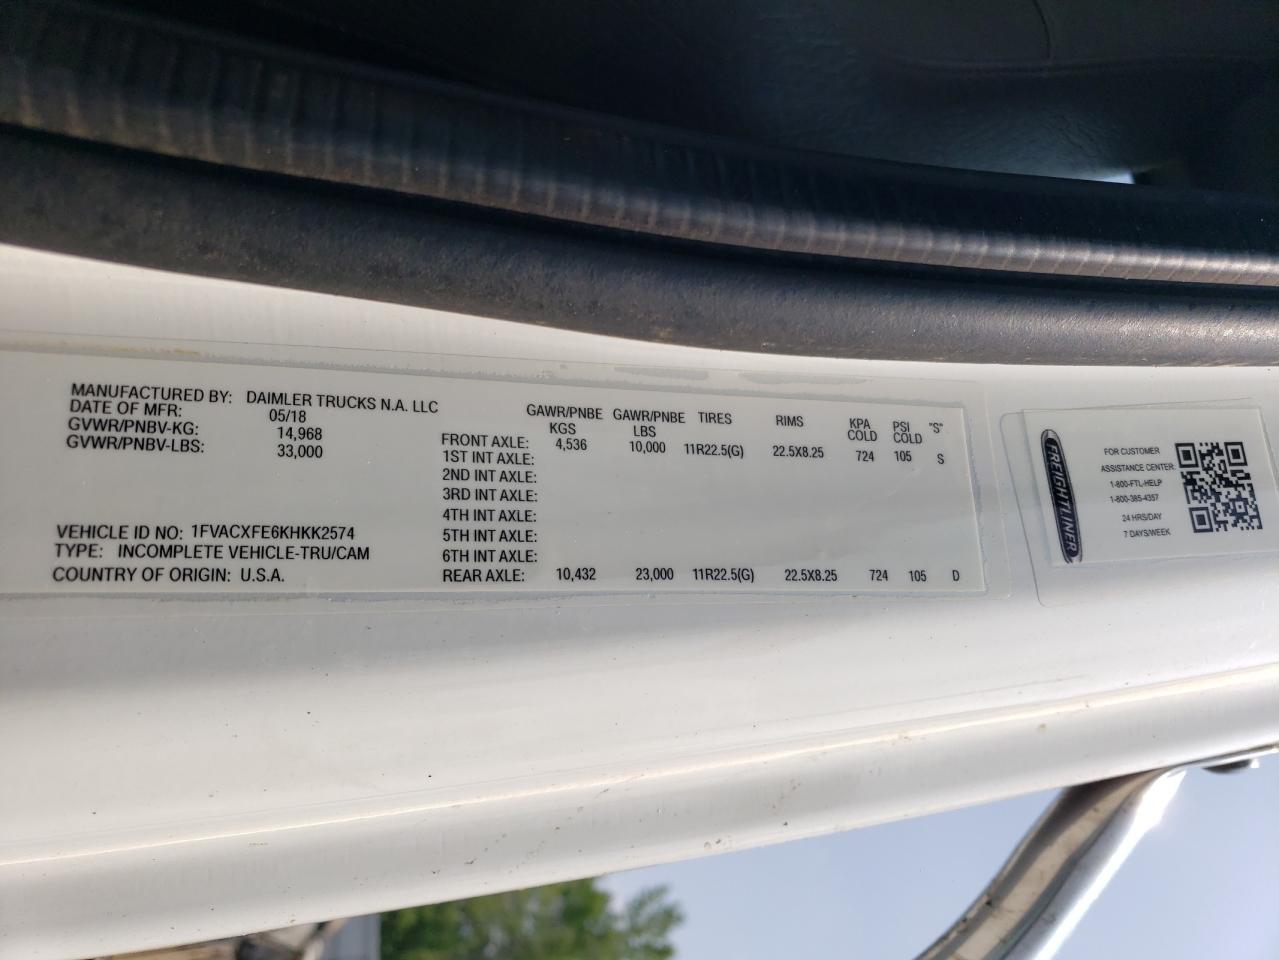 MANUFACTURED BY: DAIMLER TRUCKS N.A. LLC
DATE OF MFR: 05/18
GVWR/PNBV-KG: 14,968
GVWR/PNBV-LBS: 33,000
VEHICLE ID NO: 1FVACXFE6KHKK2574
TYPE: INCOMPLETE VEHICLE-TRU/CAM
COUNTRY OF ORIGIN: U.S.A.
GAWR/PNBE KGS GAWR/PNBE LBS TIRES RIMS KPA COLD PSI COLD "S"
FRONT AXLE: 4,536 10,000 11R22.5(G) 22.5X8.25 724 105 S
1ST INT AXLE:
2ND INT AXLE:
3RD INT AXLE:
4TH INT AXLE:
5TH INT AXLE:
6TH INT AXLE:
REAR AXLE: 10,432 23,000 11R22.5(G) 22.5X8.25 724 105 D
FREIGHTLINER
FOR CUSTOMER
ASSISTANCE CENTER:
1-800-FTL-HELP
1-800-385-4357
24 HRS/DAY
7 DAYS/WEEK